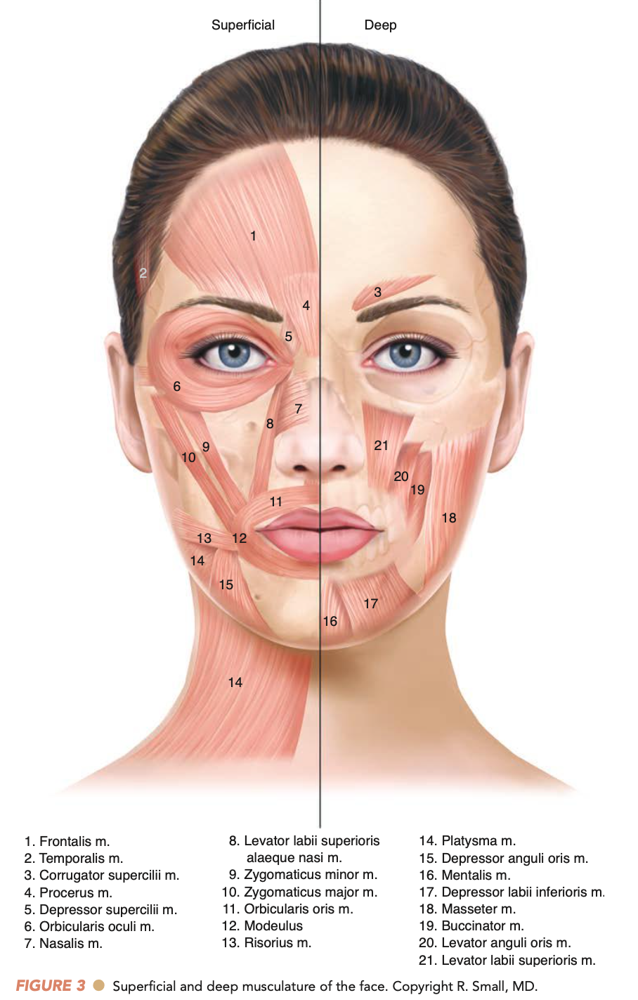 Superficial
Deep
1
2
3
4
5
6
7
8
9
10
21
20
19
11
18
13
12
14
15
17
16
14
1. Frontalis m.
2. Temporalis m.
3. Corrugator supercilii m.
4. Procerus m.
5. Depressor supercilii m.
6. Orbicularis oculi m.
7. Nasalis m.
8. Levator labii superioris
alaeque nasi m.
9. Zygomaticus minor m.
10. Zygomaticus major m.
11. Orbicularis oris m.
12. Modeulus
13. Risorius m.
14. Platysma m.
15. Depressor anguli oris m.
16. Mentalis m.
17. Depressor labii inferioris m.
18. Masseter m.
19. Buccinator m.
20. Levator anguli oris m.
21. Levator labii superioris m.
FIGURE 3 ● Superficial and deep musculature of the face. Copyright R. Small, MD.